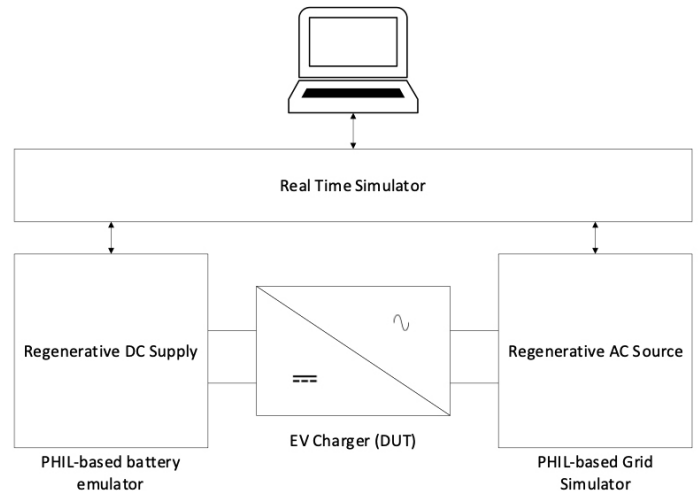 Real Time Simulator
Regenerative DC Supply
Regenerative AC Source
EV Charger (DUT)
PHIL-based battery
emulator
PHIL-based Grid
Simulator